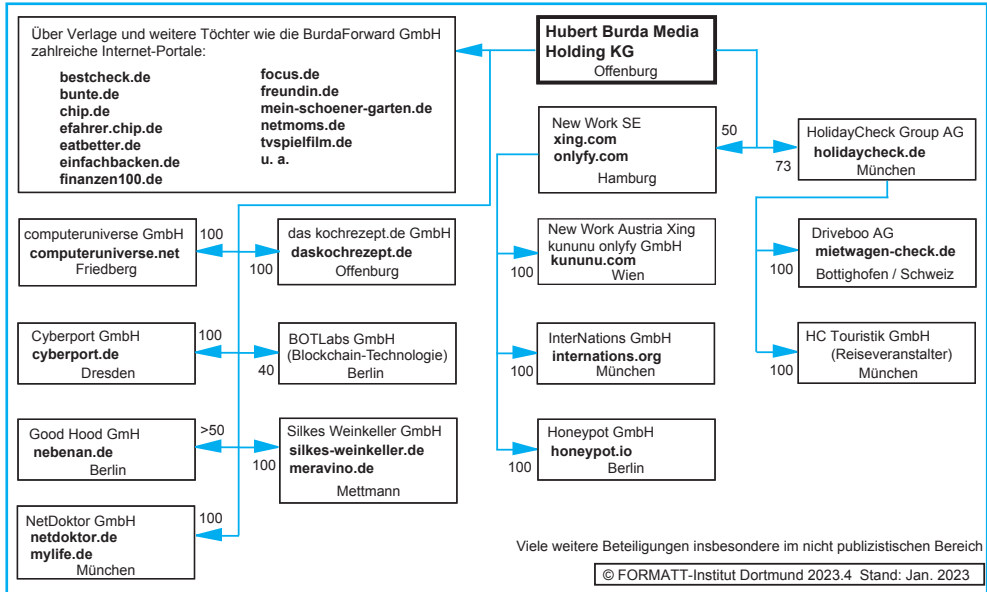 Über Verlage und weitere Töchter wie die BurdaForward GmbH
zahlreiche Internet-Portale:
bestcheck.de
bunte.de
chip.de
efahrer.chip.de
eatbetter.de
einfachbacken.de
finanzen100.de
focus.de
freundin.de
mein-schoener-garten.de
netmoms.de
tvspielfilm.de
u. a.
Hubert Burda Media
Holding KG
Offenburg
New Work SE
xing.com
onlyfy.com
Hamburg
50
73
HolidayCheck Group AG
holidaycheck.de
München
computeruniverse GmbH
computeruniverse.net
Friedberg
100
100
das kochrezept.de GmbH
daskochrezept.de
Offenburg
New Work Austria Xing
kununu onlyfy GmbH
kununu.com
Wien
100
Driveboo AG
mietwagen-check.de
Bottighofen / Schweiz
100
Cyberport GmbH
cyberport.de
Dresden
100
40
BOTLabs GmbH
(Blockchain-Technologie)
Berlin
InterNations GmbH
internations.org
München
100
HC Touristik GmbH
(Reiseveranstalter)
München
100
Good Hood GmH
nebenan.de
Berlin
>50
100
Silkes Weinkeller GmbH
silkes-weinkeller.de
meravino.de
Mettmann
Honeypot GmbH
honeypot.io
Berlin
100
NetDoktor GmbH
netdoktor.de
mylife.de
München
100
Viele weitere Beteiligungen insbesondere im nicht publizistischen Bereich
© FORMATT-Institut Dortmund 2023.4 Stand: Jan. 2023